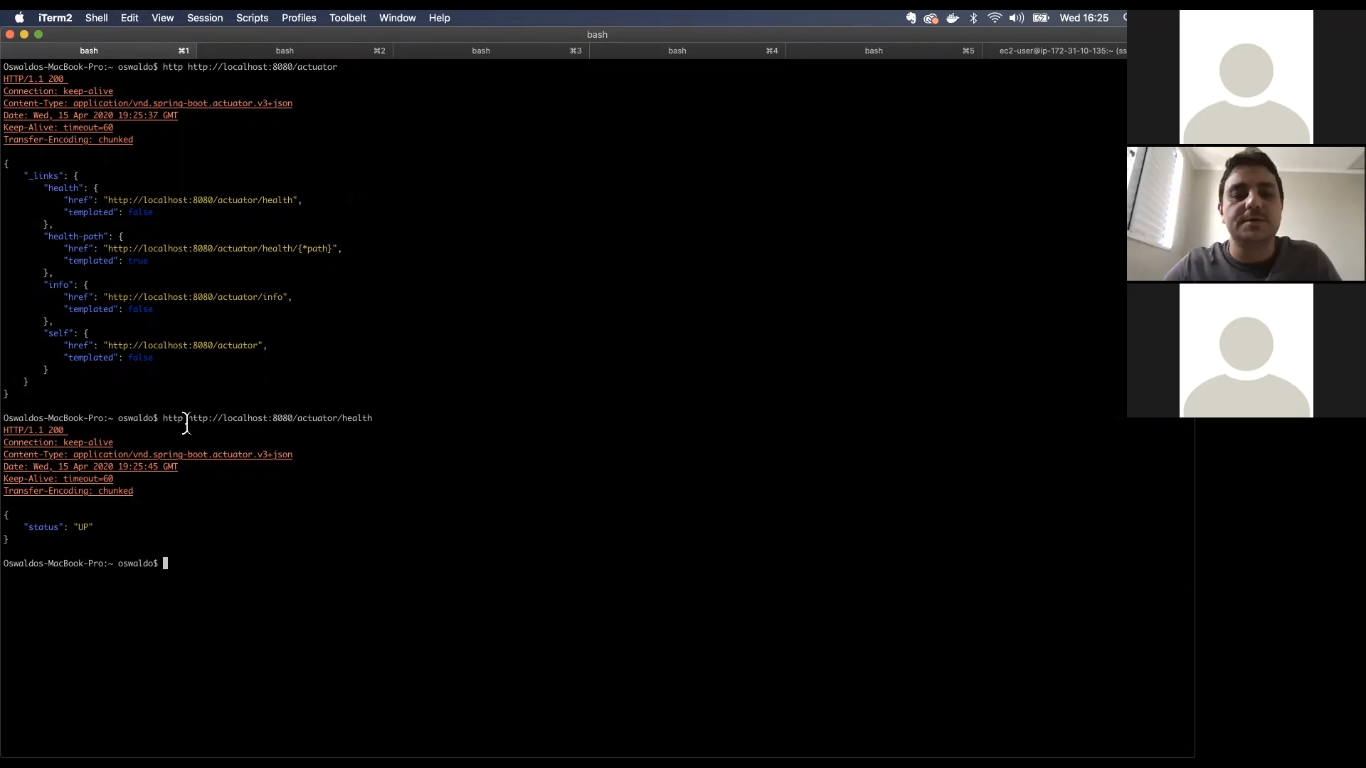 iTerm2 Shell Edit View Session Scripts Profiles Toolbelt Window Help Wed 16:25
bash
bash ⌘1 bash ⌘2 bash ⌘3 bash ⌘4 bash ⌘5 ec2-user@ip-172-31-10-135:~ (ss
Oswaldos-MacBook-Pro:~ oswaldo$ http http://localhost:8080/actuator
HTTP/1.1 200
Connection: keep-alive
Content-Type: application/vnd.spring-boot.actuator.v3+json
Date: Wed, 15 Apr 2020 19:25:37 GMT
Keep-Alive: timeout=60
Transfer-Encoding: chunked
{
"_links": {
"health": {
"href": "http://localhost:8080/actuator/health",
"templated": false
},
"health-path": {
"href": "http://localhost:8080/actuator/health/{*path}",
"templated": true
},
"info": {
"href": "http://localhost:8080/actuator/info",
"templated": false
},
"self": {
"href": "http://localhost:8080/actuator",
"templated": false
}
}
}
Oswaldos-MacBook-Pro:~ oswaldo$ http http://localhost:8080/actuator/health
HTTP/1.1 200
Connection: keep-alive
Content-Type: application/vnd.spring-boot.actuator.v3+json
Date: Wed, 15 Apr 2020 19:25:45 GMT
Keep-Alive: timeout=60
Transfer-Encoding: chunked
{
"status": "UP"
}
Oswaldos-MacBook-Pro:~ oswaldo$